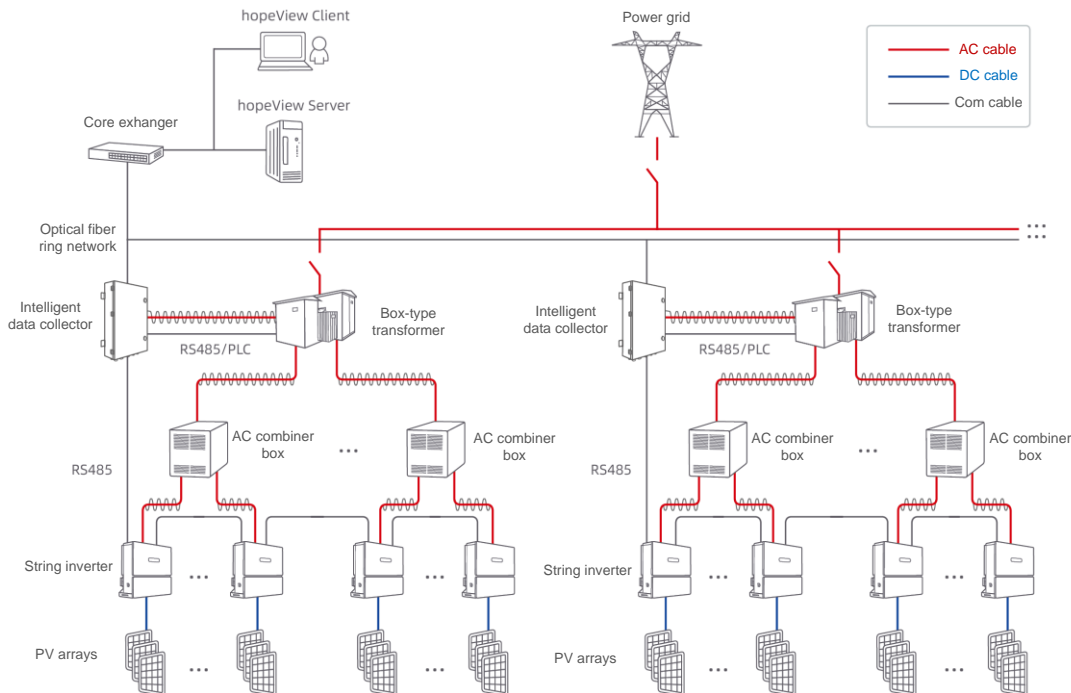 hopeView Client
Power grid
AC cable
DC cable
Com cable
hopeView Server
Core exhanger
Optical fiber
ring network
Intelligent
data collector
RS485/PLC
Box-type
transformer
Intelligent
data collector
RS485/PLC
Box-type
transformer
AC combiner
box
AC combiner
box
AC combiner
box
AC combiner
box
RS485
RS485
String inverter
String inverter
PV arrays
PV arrays